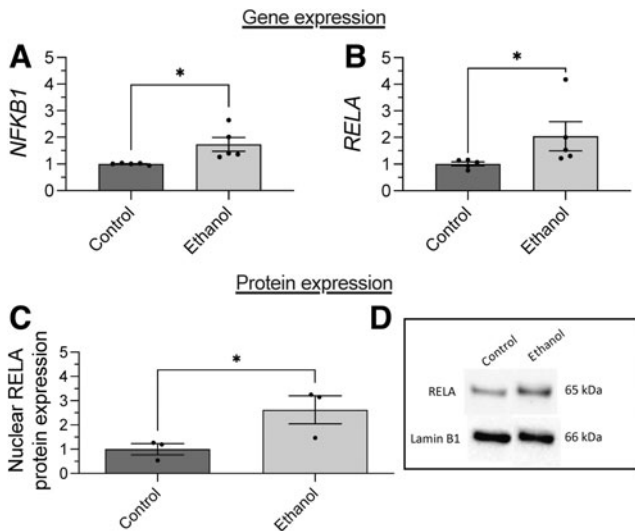 Gene expression
A
B
*
*
NFKB1
5
4
3
2
1
0
RELA
5
4
3
2
1
0
Control
Ethanol
Control
Ethanol
Protein expression
C
D
*
Nuclear RELA
protein expression
5
4
3
2
1
0
Control
Ethanol
Control
Ethanol
RELA
65 kDa
Lamin B1
66 kDa